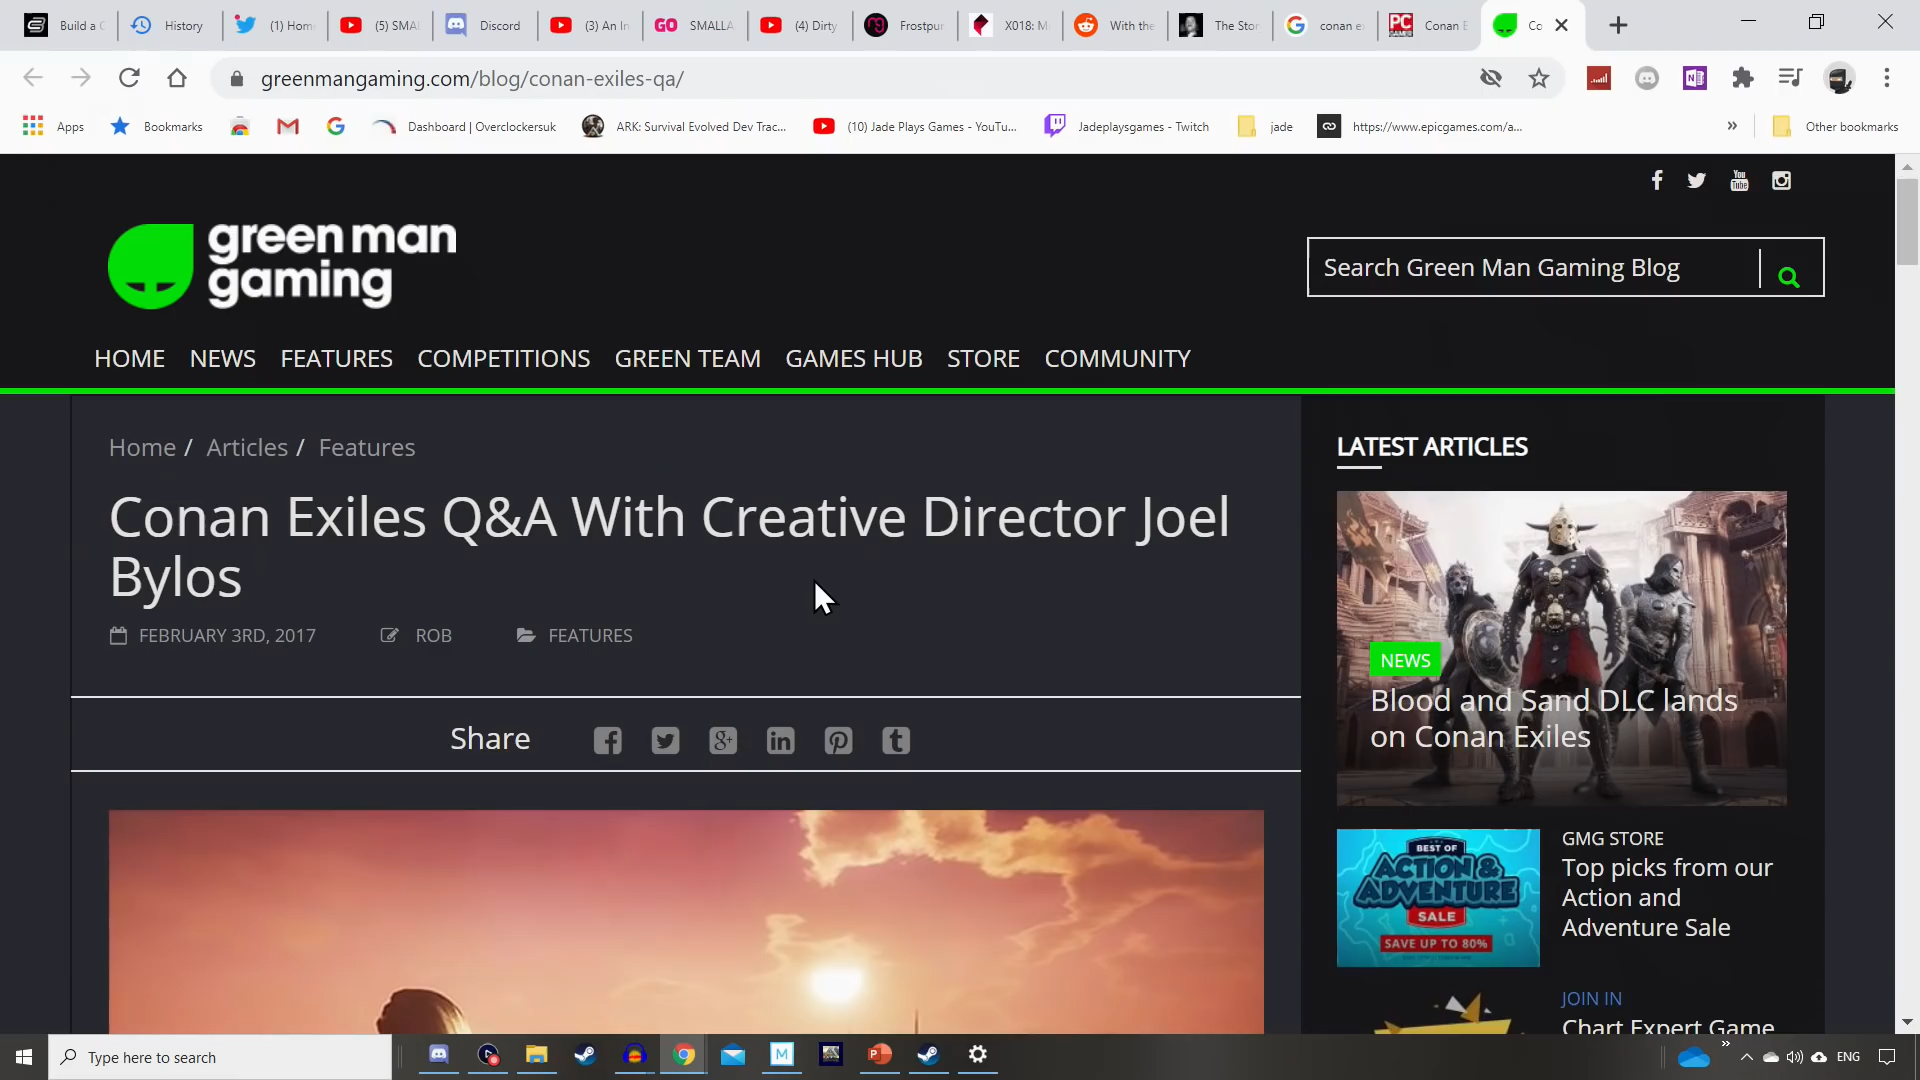 Build a C
History
(1) Hom
(5) SMA
Discord
(3) An In
GO SMALLA
(4) Dirty
Frostpun
X018: M
With the
The Stor
conan ex
Conan E
Co
greenmangaming.com/blog/conan-exiles-qa/
Apps
Bookmarks
Dashboard | Overclockersuk
ARK: Survival Evolved Dev Trac...
(10) Jade Plays Games - YouTu...
Jadeplaysgames - Twitch
jade
https://www.epicgames.com/a...
»
Other bookmarks
green man
gaming
Search Green Man Gaming Blog
HOME NEWS FEATURES COMPETITIONS GREEN TEAM GAMES HUB STORE COMMUNITY
Home / Articles / Features
Conan Exiles Q&A With Creative Director Joel
Bylos
FEBRUARY 3RD, 2017 ROB FEATURES
Share
LATEST ARTICLES
NEWS
Blood and Sand DLC lands
on Conan Exiles
BEST OF
ACTION &
ADVENTURE
SALE
SAVE UP TO 80%
GMG STORE
Top picks from our
Action and
Adventure Sale
JOIN IN
Chart Expert Game
Type here to search
ENG